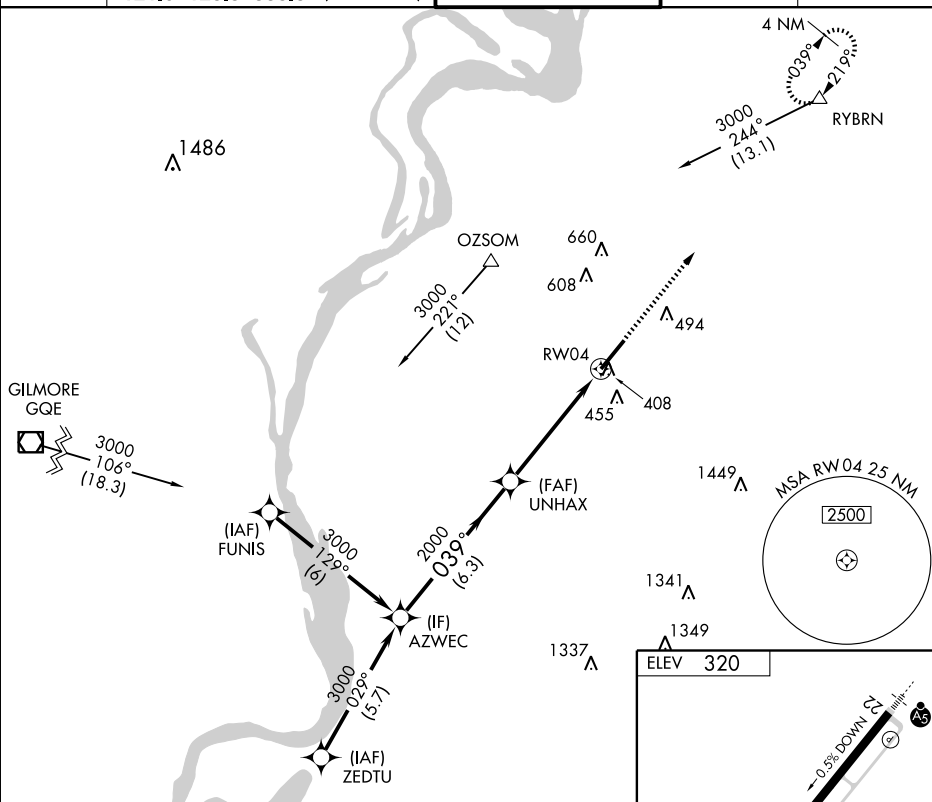 4 NM
039°
219°
RYBRN
3000
244°
(13.1)
1486
OZSOM
3000
221°
(12)
660
608
494
RW04
408
455
GILMORE
GQE
3000
106°
(18.3)
(IAF)
FUNIS
3000
129°
(6)
(FAF)
UNHAX
2000
039°
(6.3)
(IF)
AZWEC
3000
029°
(5.7)
(IAF)
ZEDTU
1449
MSA RW04 25 NM
2500
1341
1349
1337
ELEV 320
22
A5
P
0.5% DOWN